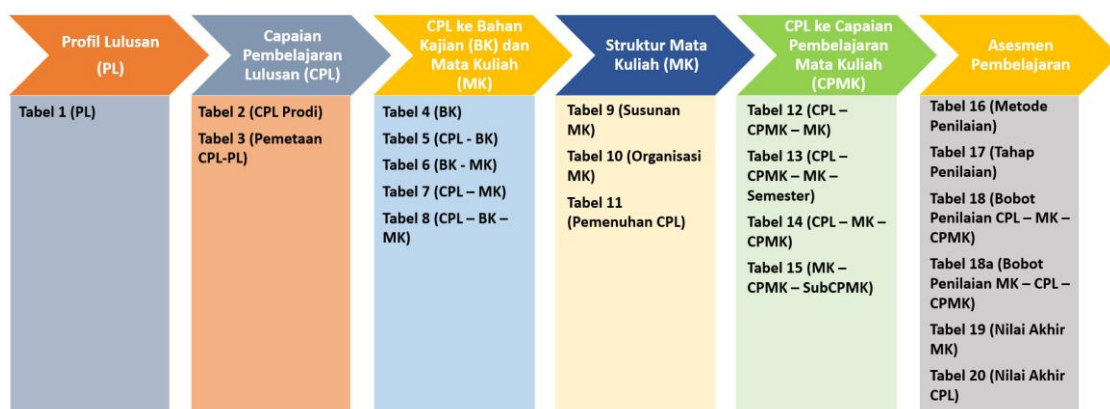 Profil Lulusan
(PL)
Tabel 1 (PL)
Capaian
Pembelajaran
Lulusan (CPL)
Tabel 2 (CPL Prodi)
Tabel 3 (Pemetaan
CPL-PL)
CPL ke Bahan
Kajian (BK) dan
Mata Kuliah
(MK)
Tabel 4 (BK)
Tabel 5 (CPL - BK)
Tabel 6 (BK - MK)
Tabel 7 (CPL – MK)
Tabel 8 (CPL – BK –
MK)
Struktur Mata
Kuliah (MK)
Tabel 9 (Susunan
MK)
Tabel 10 (Organisasi
MK)
Tabel 11
(Pemenuhan CPL)
CPL ke Capaian
Pembelajaran
Mata Kuliah
(CPMK)
Tabel 12 (CPL –
CPMK – MK)
Tabel 13 (CPL –
CPMK – MK –
Semester)
Tabel 14 (CPL – MK –
CPMK)
Tabel 15 (MK –
CPMK – SubCPMK)
Asesmen
Pembelajaran
Tabel 16 (Metode
Penilaian)
Tabel 17 (Tahap
Penilaian)
Tabel 18 (Bobot
Penilaian CPL – MK –
CPMK)
Tabel 18a (Bobot
Penilaian MK – CPL –
CPMK)
Tabel 19 (Nilai Akhir
MK)
Tabel 20 (Nilai Akhir
CPL)